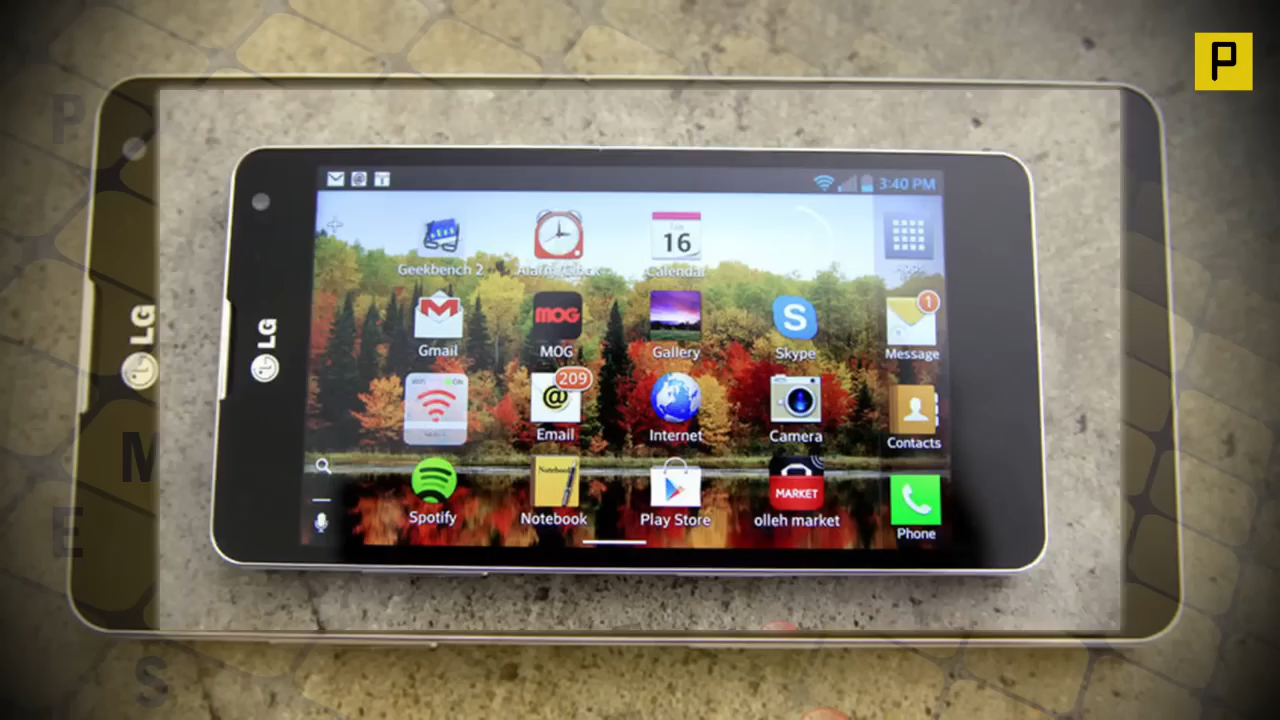 P
3:40 PM
Geekbench 2
Calendar
16
Gmail
MOG
MOG
Gallery
S
Skype
1
Message
LG
LG
209
@
Email
Internet
Camera
Contacts
Spotify
Notebook
Notebook
Play Store
MARKET
olleh market
Phone
P
M
E
S